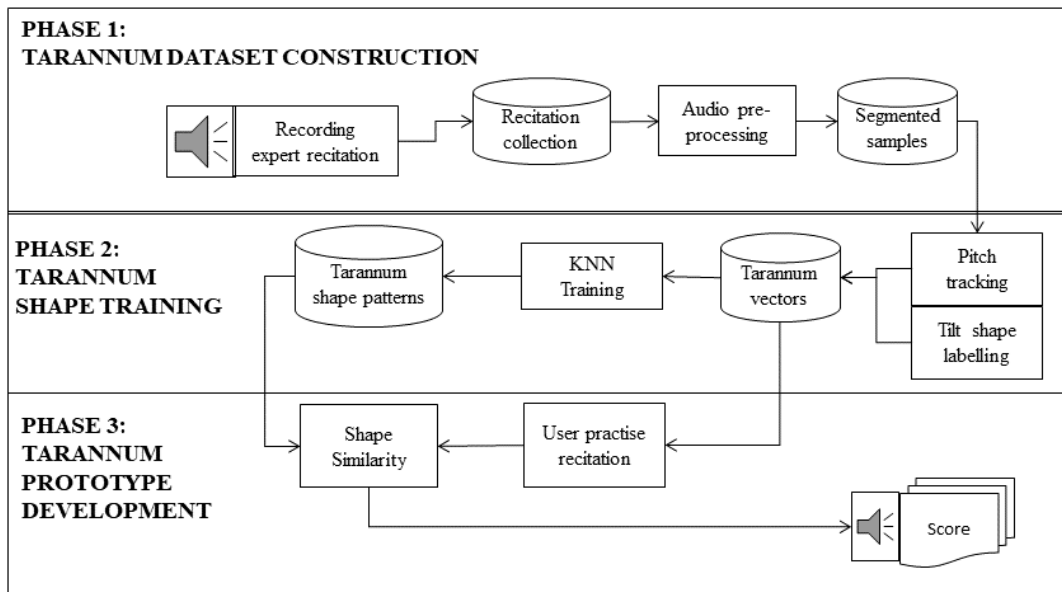 PHASE 1:
TARANNUM DATASET CONSTRUCTION
Recording
expert recitation
Recitation
collection
Audio pre-
processing
Segmented
samples
PHASE 2:
TARANNUM
SHAPE TRAINING
Tarannum
shape patterns
KNN
Training
Tarannum
vectors
Pitch
tracking
Tilt shape
labelling
PHASE 3:
TARANNUM
PROTOTYPE
DEVELOPMENT
Shape
Similarity
User practise
recitation
Score